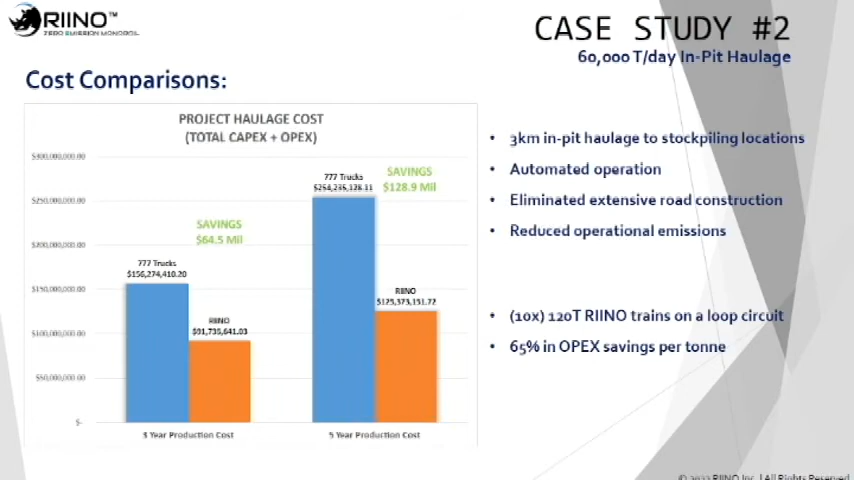 RIINO™
ZERO EMISSION MONORAIL
CASE STUDY #2
60,000 T/day In-Pit Haulage
Cost Comparisons:
PROJECT HAULAGE COST
(TOTAL CAPEX + OPEX)
$300,000,000.00
$250,000,000.00
$200,000,000.00
$150,000,000.00
$100,000,000.00
$50,000,000.00
$-
777 Trucks
$156,274,410.20
SAVINGS
$64.5 Mil
RIINO
$91,735,641.03
777 Trucks
$254,235,128.11
SAVINGS
$128.9 Mil
RIINO
$125,373,151.72
3 Year Production Cost
5 Year Production Cost
• 3km in-pit haulage to stockpiling locations
• Automated operation
• Eliminated extensive road construction
• Reduced operational emissions
• (10x) 120T RIINO trains on a loop circuit
• 65% in OPEX savings per tonne
RIINO Inc. | All Rights Reserved